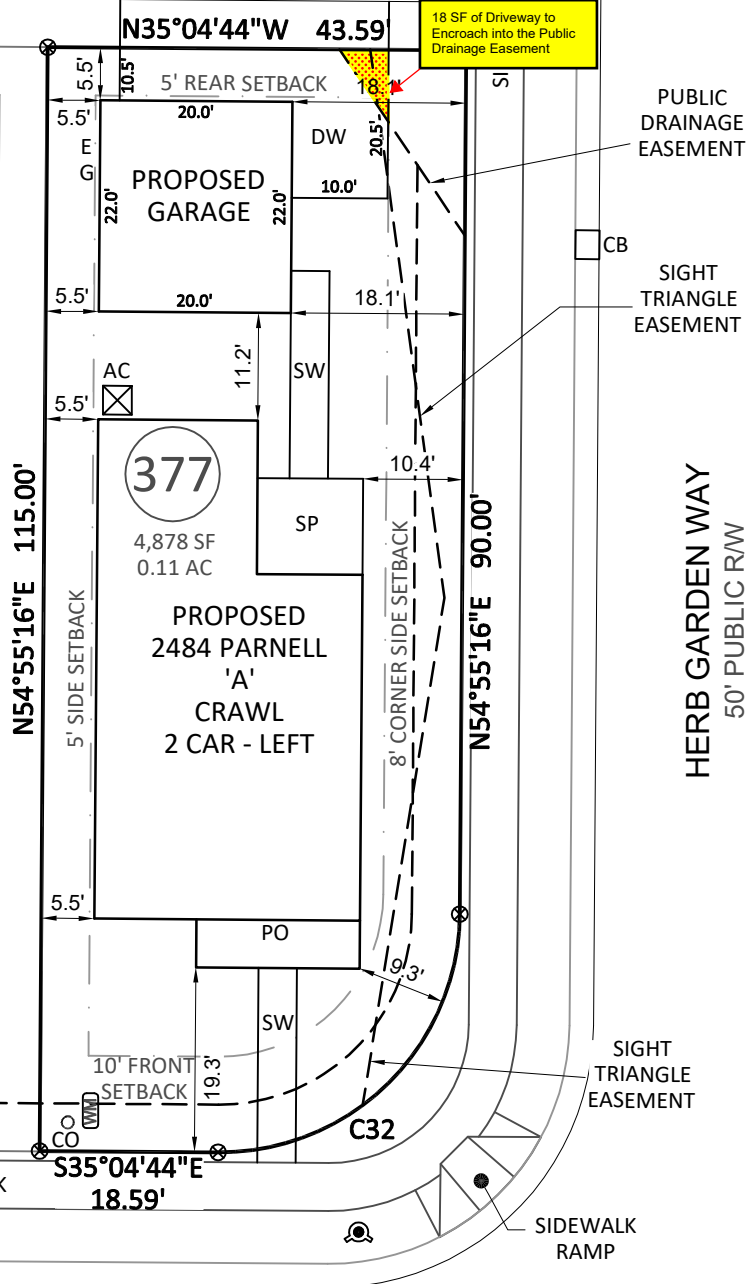 N35°04'44"W 43.59'
18 SF of Driveway to
Encroach into the Public
Drainage Easement
5.5'
10.5'
5' REAR SETBACK
18.1'
SI
5.5'
20.0'
E
G
DW
20.5'
PUBLIC
DRAINAGE
EASEMENT
PROPOSED
GARAGE
22.0'
22.0'
10.0'
CB
SIGHT
TRIANGLE
EASEMENT
5.5'
20.0'
18.1'
11.2'
AC
SW
5.5'
377
10.4'
4,878 SF
0.11 AC
SP
N54°55'16"E 115.00'
5' SIDE SETBACK
PROPOSED
2484 PARNELL
'A'
CRAWL
2 CAR - LEFT
8' CORNER SIDE SETBACK
N54°55'16"E 90.00'
HERB GARDEN WAY
50' PUBLIC R/W
5.5'
PO
9.3'
SW
10' FRONT
SETBACK
19.3'
WM
CO
C32
SIGHT
TRIANGLE
EASEMENT
S35°04'44"E
18.59'
K
SIDEWALK
RAMP